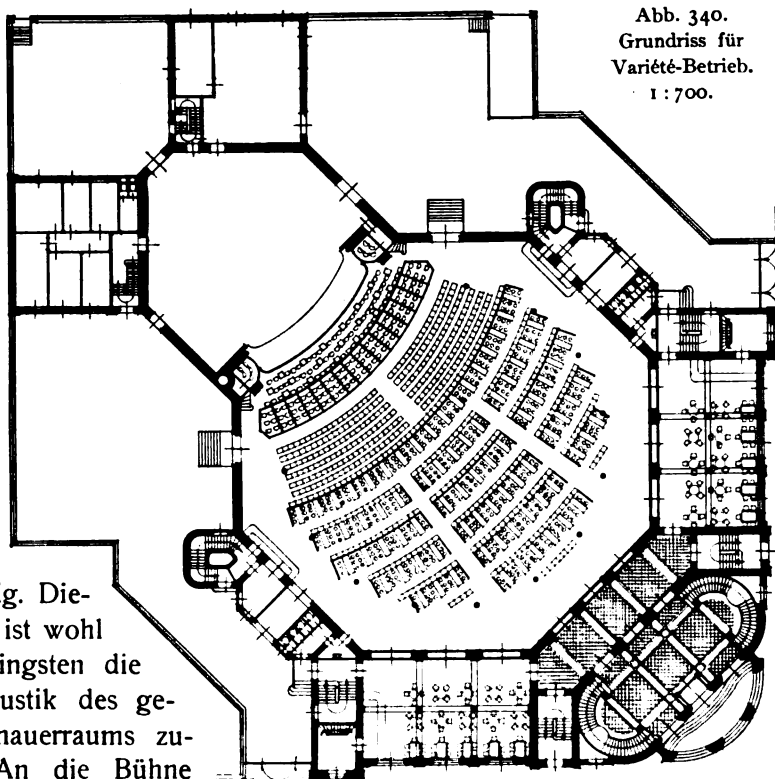 Abb. 340.
Grundriss für
Variété-Betrieb.
1 : 700.
g. Die-
ist wohl
ingsten die
ustik des ge-
nauerraums zu-
An die Bühne